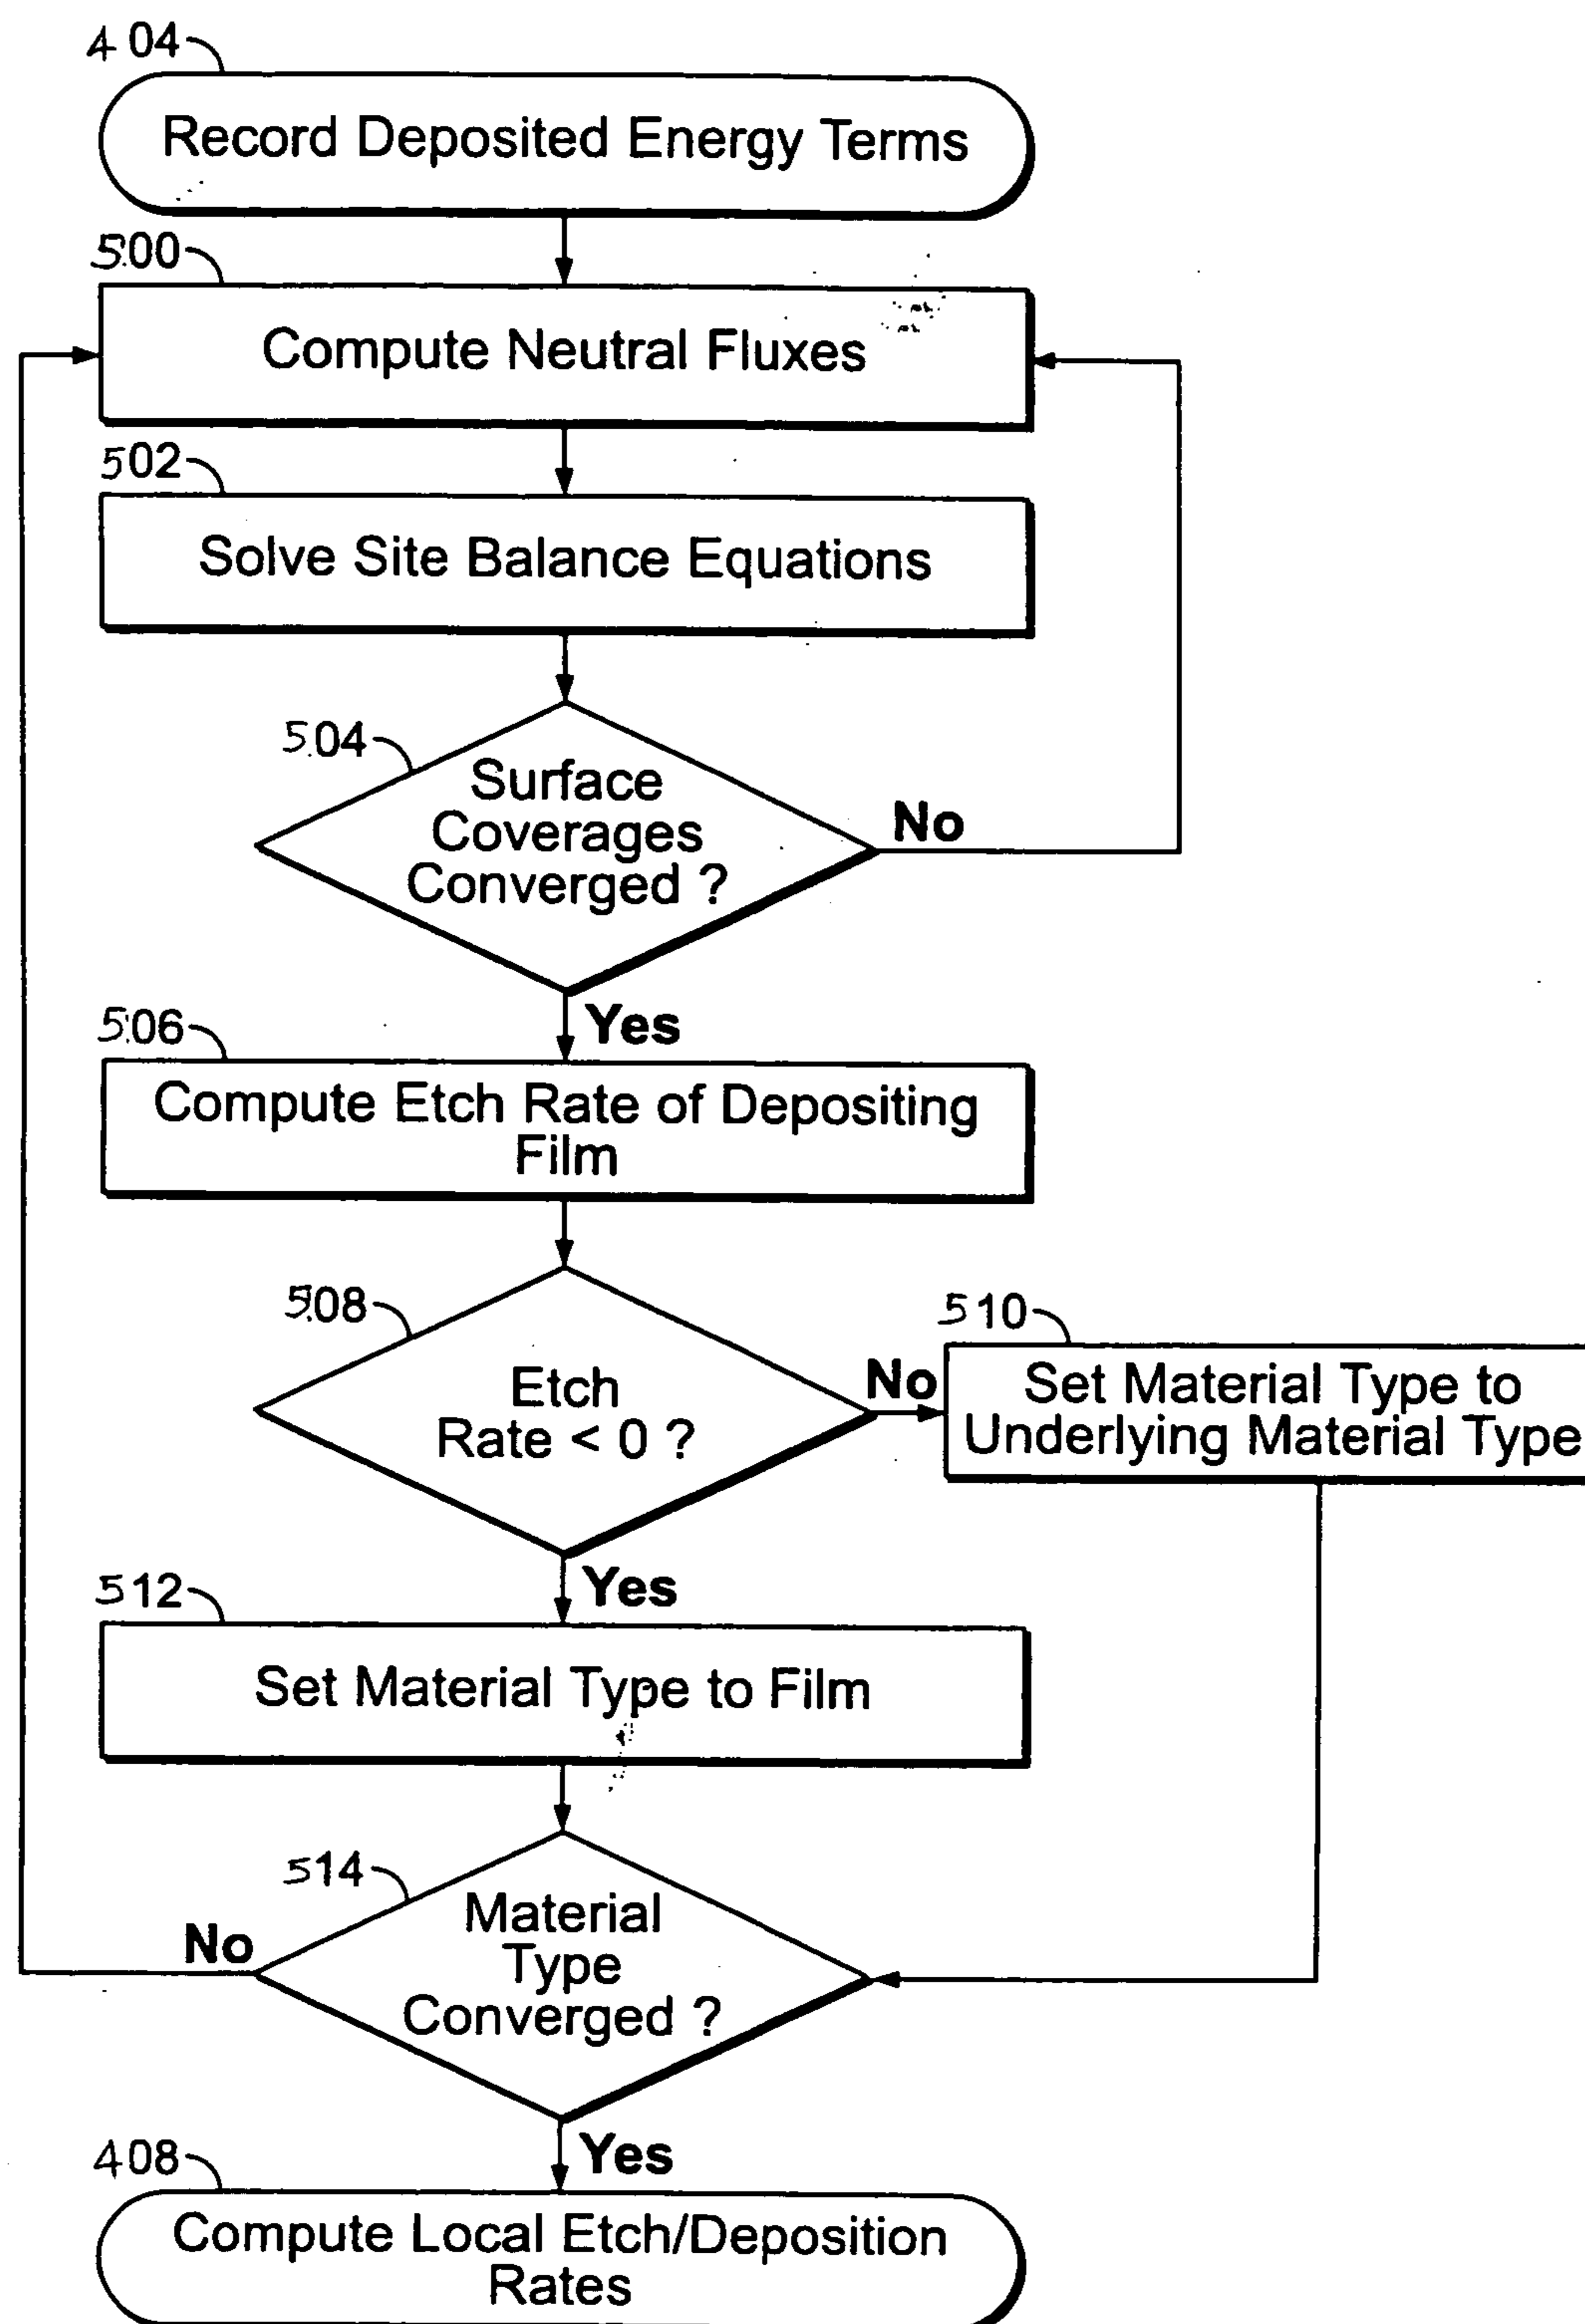 404
Record Deposited Energy Terms
500
Compute Neutral Fluxes
502
Solve Site Balance Equations
504
Surface
Coverages
Converged ?
No
Yes
506
Compute Etch Rate of Depositing
Film
508
Etch
Rate < 0 ?
No
510
Set Material Type to
Underlying Material Type
Yes
512
Set Material Type to Film
514
Material
Type
Converged ?
No
Yes
408
Compute Local Etch/Deposition
Rates